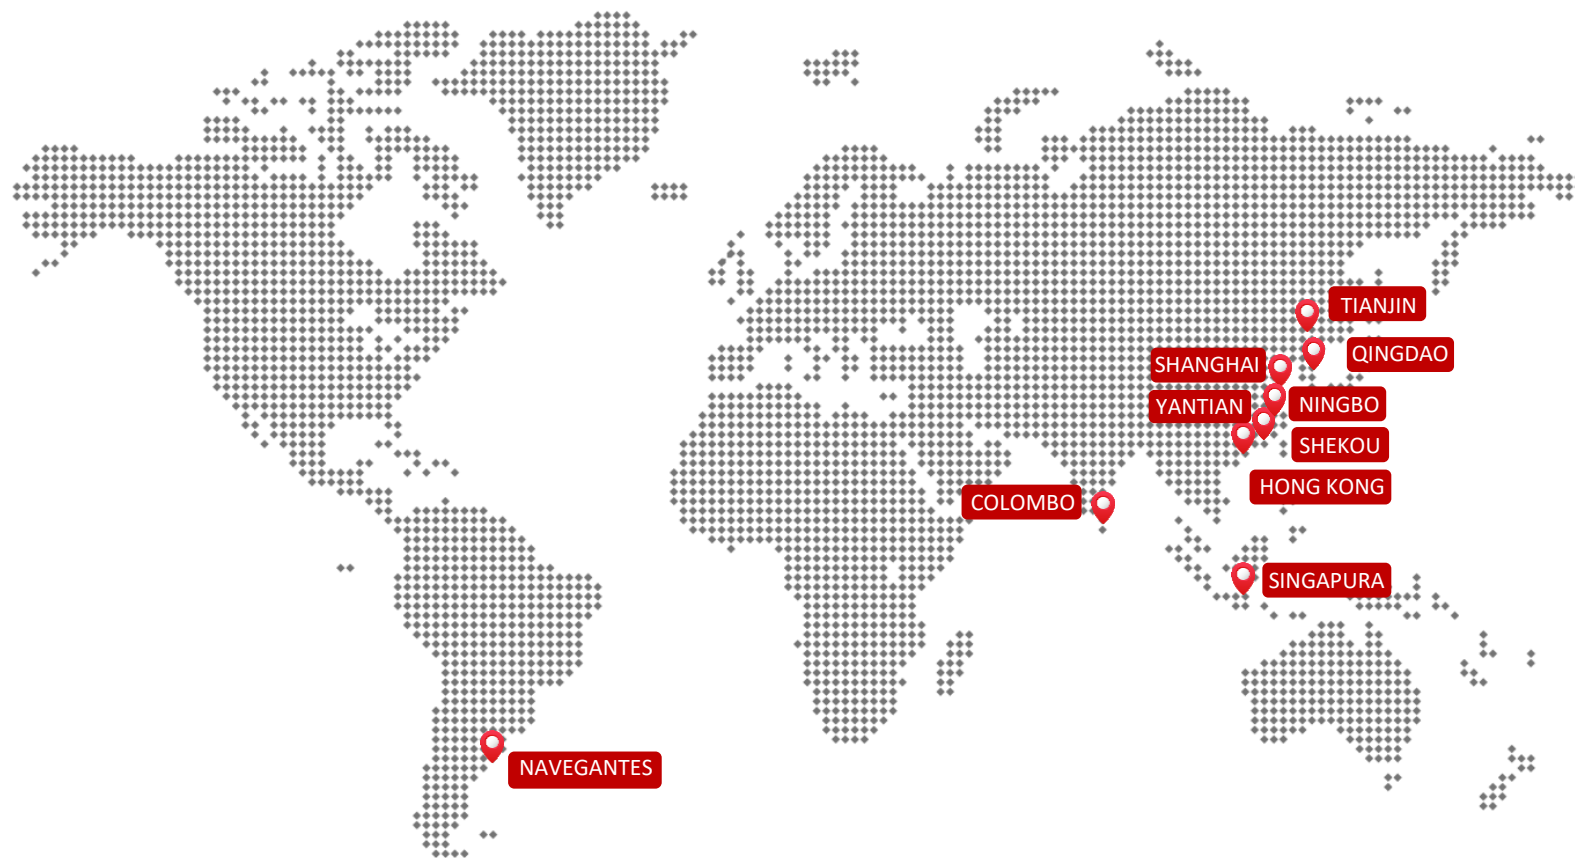 TIANJIN
QINGDAO
SHANGHAI
NINGBO
YANTIAN
SHEKOU
HONG KONG
COLOMBO
SINGAPURA
NAVEGANTES